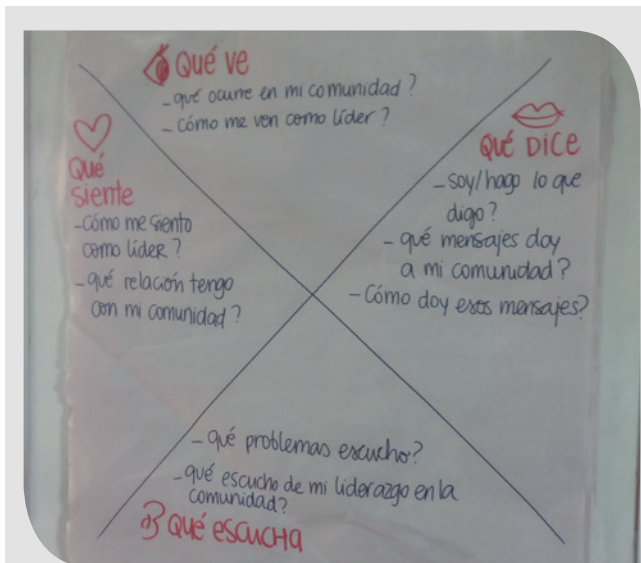 Qué ve
- qué ocurre en mi comunidad?
- cómo me ven como líder?
Qué
siente
- Cómo me siento
como líder?
- qué relación tengo
con mi comunidad?
Qué DiCE
- soy/hago lo que
digo?
- qué mensajes doy
a mi comunidad?
- Cómo doy esos mensajes?
- qué problemas escucho?
- qué escucho de mi liderazgo en la
comunidad?
Qué ESCUCHA